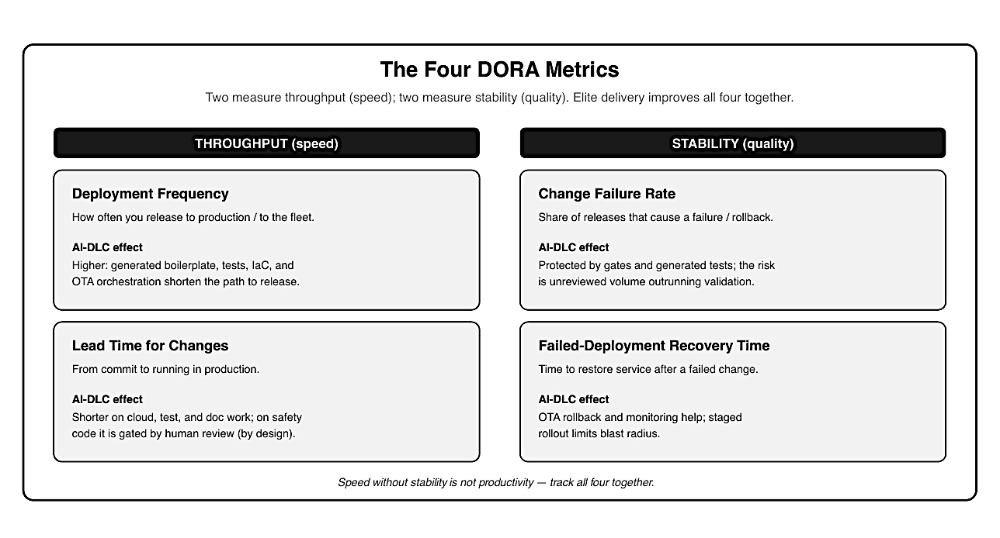 The Four DORA Metrics
Two measure throughput (speed); two measure stability (quality). Elite delivery improves all four together.
THROUGHPUT (speed)
Deployment Frequency
How often you release to production / to the fleet.
AI-DLC effect
Higher: generated boilerplate, tests, IaC, and
OTA orchestration shorten the path to release.
Lead Time for Changes
From commit to running in production.
AI-DLC effect
Shorter on cloud, test, and doc work; on safety
code it is gated by human review (by design).
STABILITY (quality)
Change Failure Rate
Share of releases that cause a failure / rollback.
AI-DLC effect
Protected by gates and generated tests; the risk
is unreviewed volume outrunning validation.
Failed-Deployment Recovery Time
Time to restore service after a failed change.
AI-DLC effect
OTA rollback and monitoring help; staged
rollout limits blast radius.
Speed without stability is not productivity — track all four together.